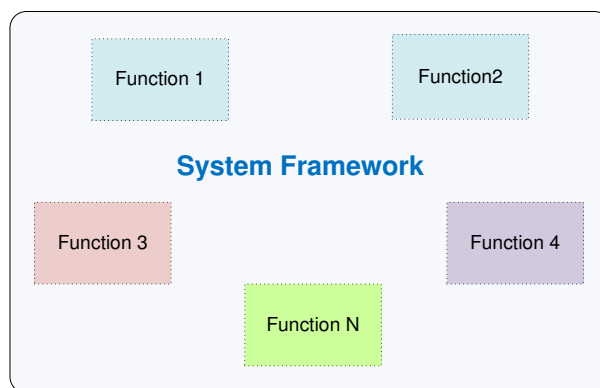 Function 1
Function2
System Framework
Function 3
Function 4
Function N